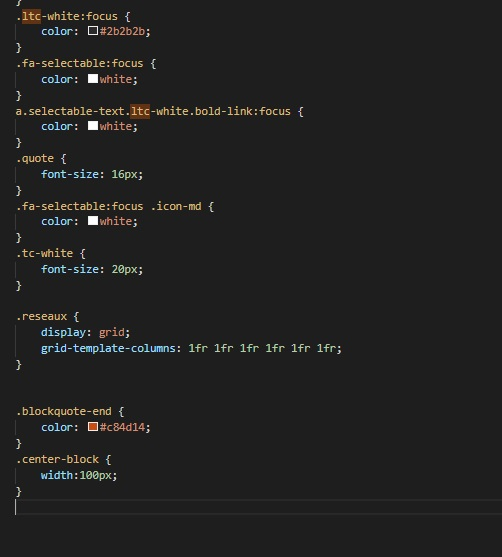 }
.ltc-white:focus {
    color: #2b2b2b;
}
.fa-selectable:focus {
    color: white;
}
a.selectable-text.ltc-white.bold-link:focus {
    color: white;
}
.quote {
    font-size: 16px;
}
.fa-selectable:focus .icon-md {
    color: white;
}
.tc-white {
    font-size: 20px;
}
.reseaux {
    display: grid;
    grid-template-columns: 1fr 1fr 1fr 1fr 1fr 1fr;
}
.blockquote-end {
    color: #c84d14;
}
.center-block {
    width:100px;
}